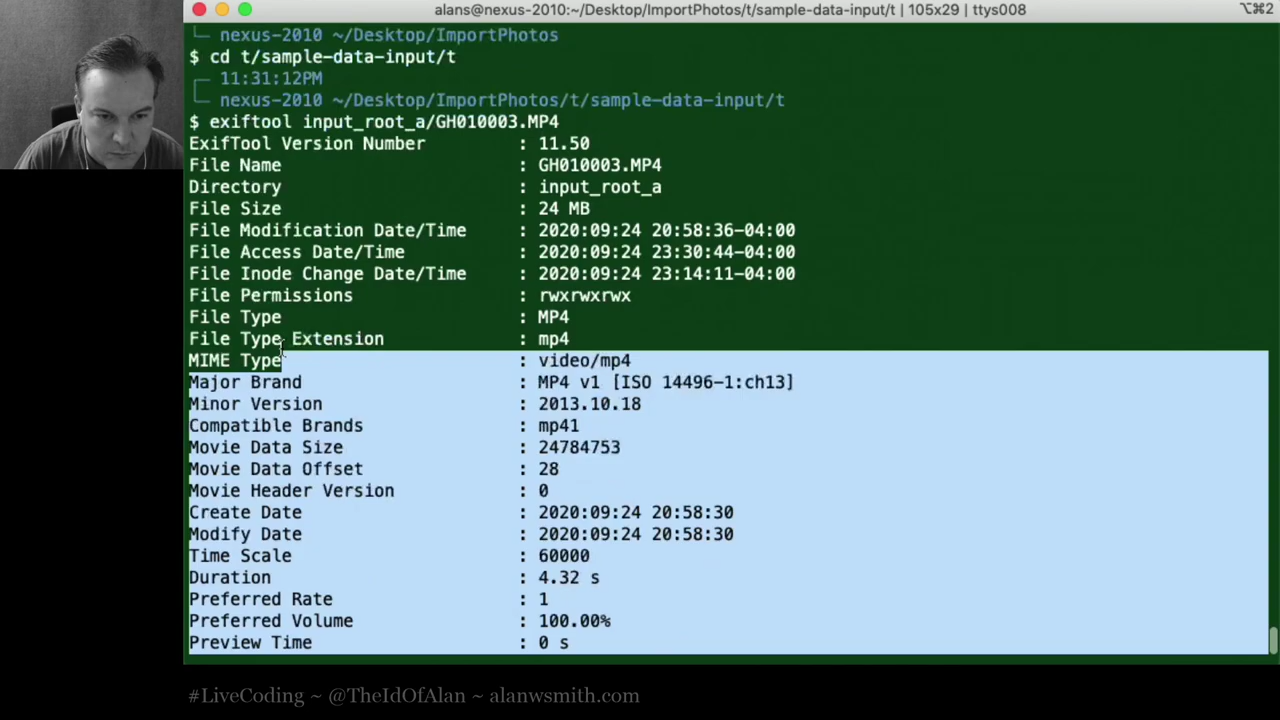 alans@nexus-2010:~/Desktop/ImportPhotos/t/sample-data-input/t | 105x29 | ttys008 ⌥⌘2
└─ nexus-2010 ~/Desktop/ImportPhotos
$ cd t/sample-data-input/t
┌─ 11:31:12PM
└─ nexus-2010 ~/Desktop/ImportPhotos/t/sample-data-input/t
$ exiftool input_root_a/GH010003.MP4
ExifTool Version Number : 11.50
File Name : GH010003.MP4
Directory : input_root_a
File Size : 24 MB
File Modification Date/Time : 2020:09:24 20:58:36-04:00
File Access Date/Time : 2020:09:24 23:30:44-04:00
File Inode Change Date/Time : 2020:09:24 23:14:11-04:00
File Permissions : rwxrwxrwx
File Type : MP4
File Type Extension : mp4
MIME Type : video/mp4
Major Brand : MP4 v1 [ISO 14496-1:ch13]
Minor Version : 2013.10.18
Compatible Brands : mp41
Movie Data Size : 24784753
Movie Data Offset : 28
Movie Header Version : 0
Create Date : 2020:09:24 20:58:30
Modify Date : 2020:09:24 20:58:30
Time Scale : 60000
Duration : 4.32 s
Preferred Rate : 1
Preferred Volume : 100.00%
Preview Time : 0 s
#LiveCoding ~ @TheIdOfAlan ~ alanwsmith.com